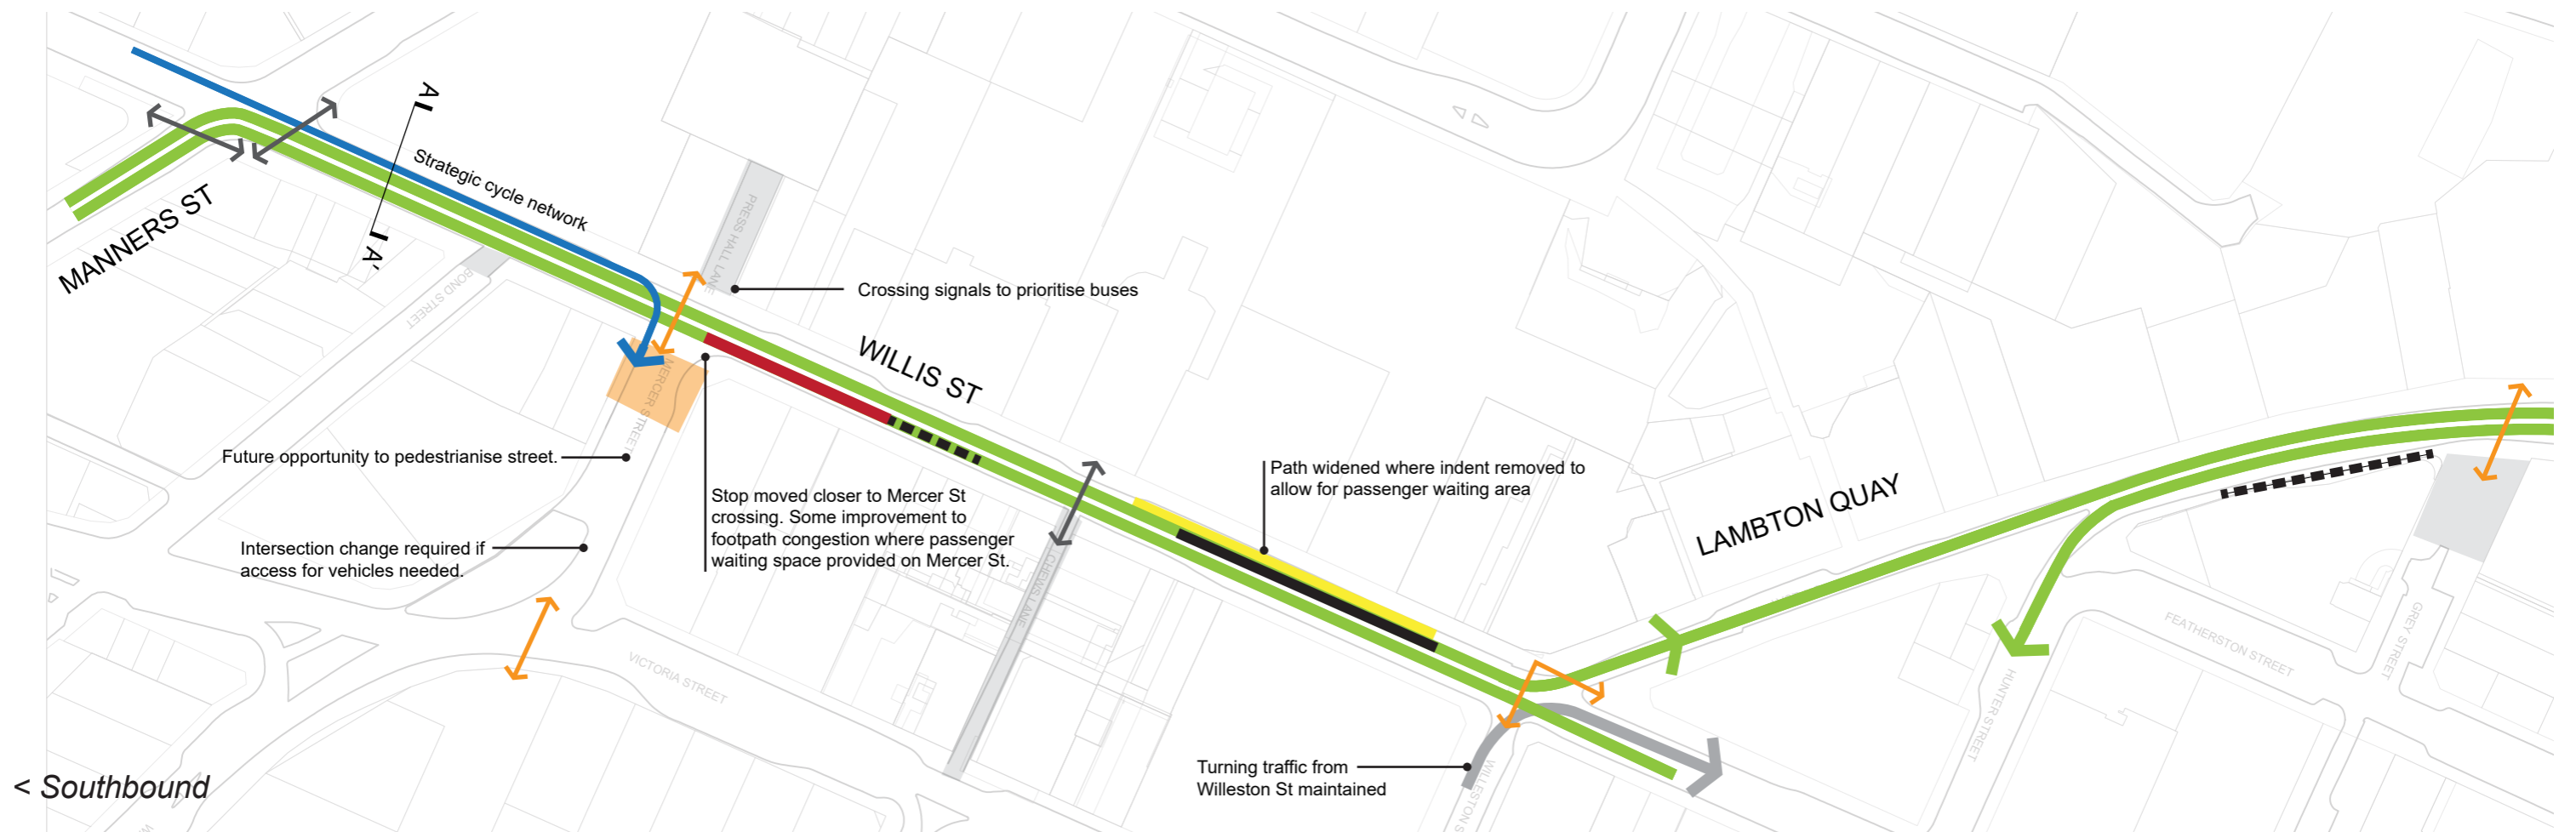 A
A'
Strategic cycle network
MANNERS ST
PRESS HALL LANE
BOND STREET
Crossing signals to prioritise buses
WILLIS ST
MERCER STREET
Future opportunity to pedestrianise street.
Stop moved closer to Mercer St
crossing. Some improvement to
footpath congestion where passenger
waiting space provided on Mercer St.
Path widened where indent removed to
allow for passenger waiting area
LAMBTON QUAY
Intersection change required if
access for vehicles needed.
CHEWS LANE
VICTORIA STREET
FEATHERSTON STREET
GREY STREET
HUNTER STREET
Turning traffic from
Willeston St maintained
WILLESTON S
< Southbound